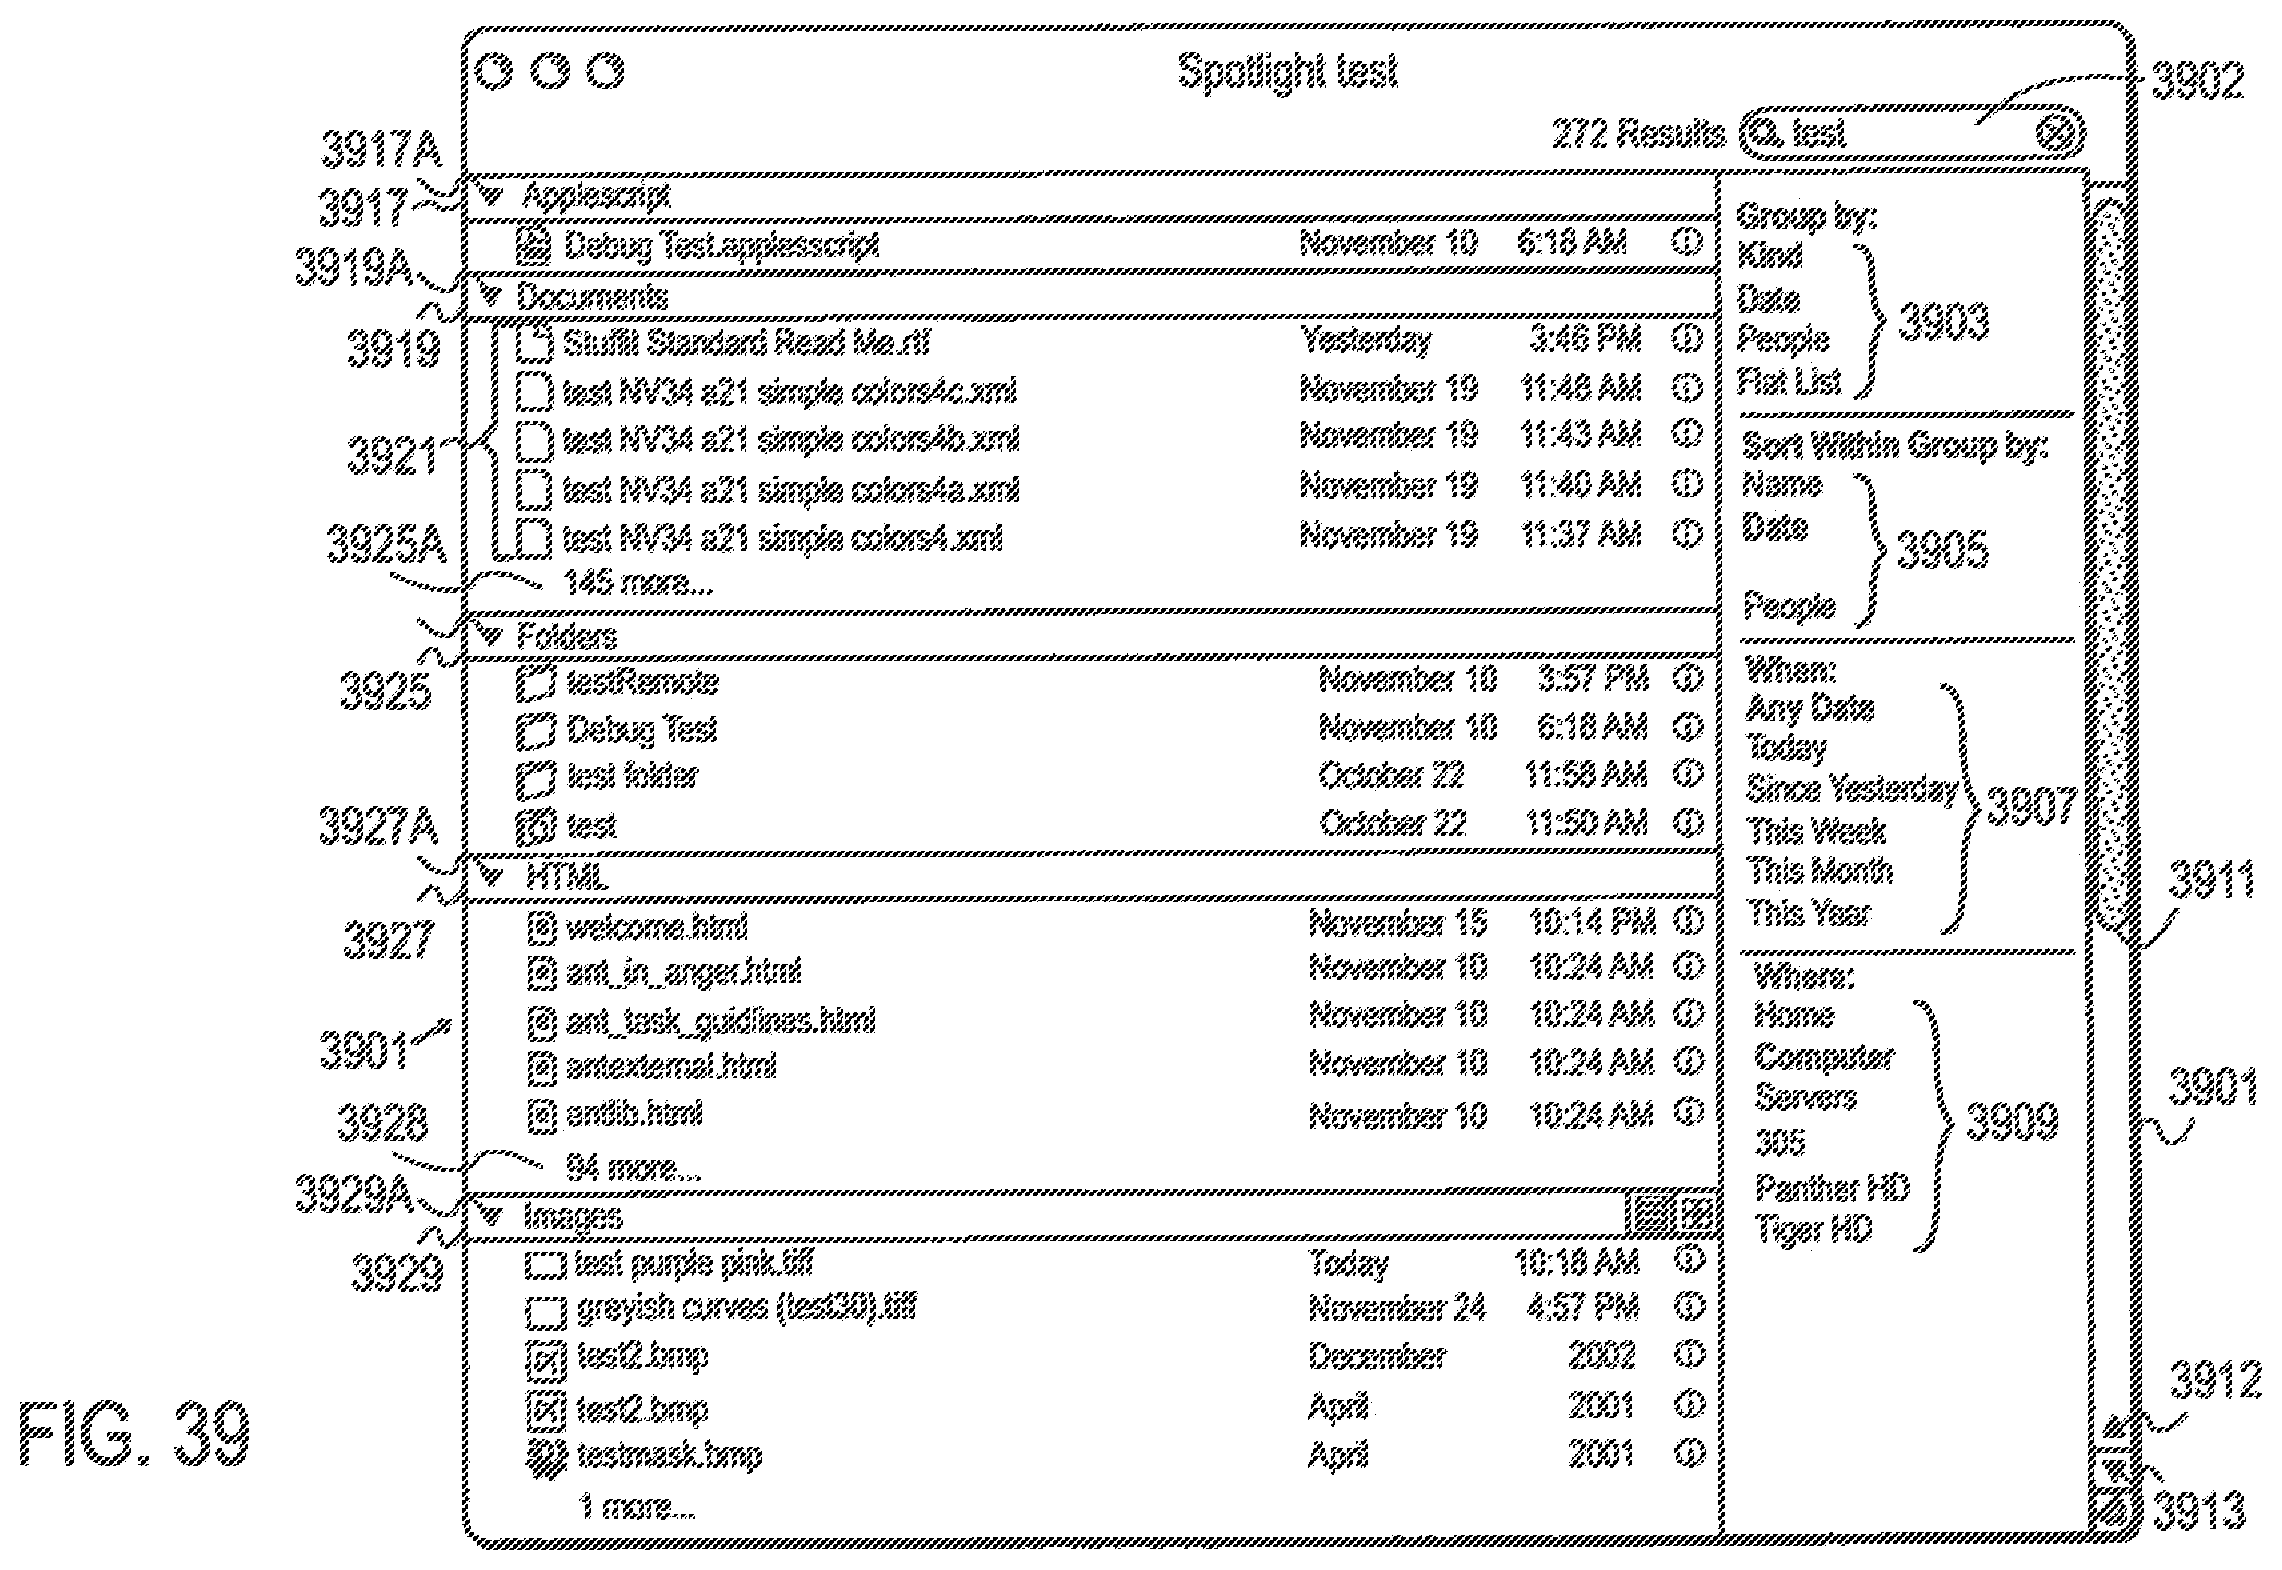 Spotlight test
3902
272 Results test
3917A
3917 Applescript
Debug Test.applesscript November 10 6:18 AM
3919A
Documents
3919
Stuffit Standard Read Me.rtf Yesterday 3:46 PM
test NV34 a21 simple colors4c.xml November 19 11:48 AM
3921
test NV34 a21 simple colors4b.xml November 19 11:43 AM
test NV34 a21 simple colors4a.xml November 19 11:40 AM
3925A
test NV34 a21 simple colors4.xml November 19 11:37 AM
145 more...
Folders
3925
testRemote November 10 3:57 PM
Debug Test November 10 6:18 AM
test folder October 22 11:58 AM
3927A
test October 22 11:50 AM
HTML
3927
welcome.html November 15 10:14 PM
ant_in_anger.html November 10 10:24 AM
3901
ant_task_guidlines.html November 10 10:24 AM
antexternal.html November 10 10:24 AM
3928
antlib.html November 10 10:24 AM
94 more...
3929A
Images
3929
test purple pink.tiff Today 10:18 AM
greyish curves (test30).tiff November 24 4:57 PM
test2.bmp December 2002
test2.bmp April 2001
testmask.bmp April 2001
1 more...
Group by:
Kind
Date
People
Flat List
3903
Sort Within Group by:
Name
Date
People
3905
When:
Any Date
Today
Since Yesterday
This Week
This Month
This Year
3907
3911
Where:
Home
Computer
Servers
305
Panther HD
Tiger HD
3909
3901
3912
3913
FIG. 39